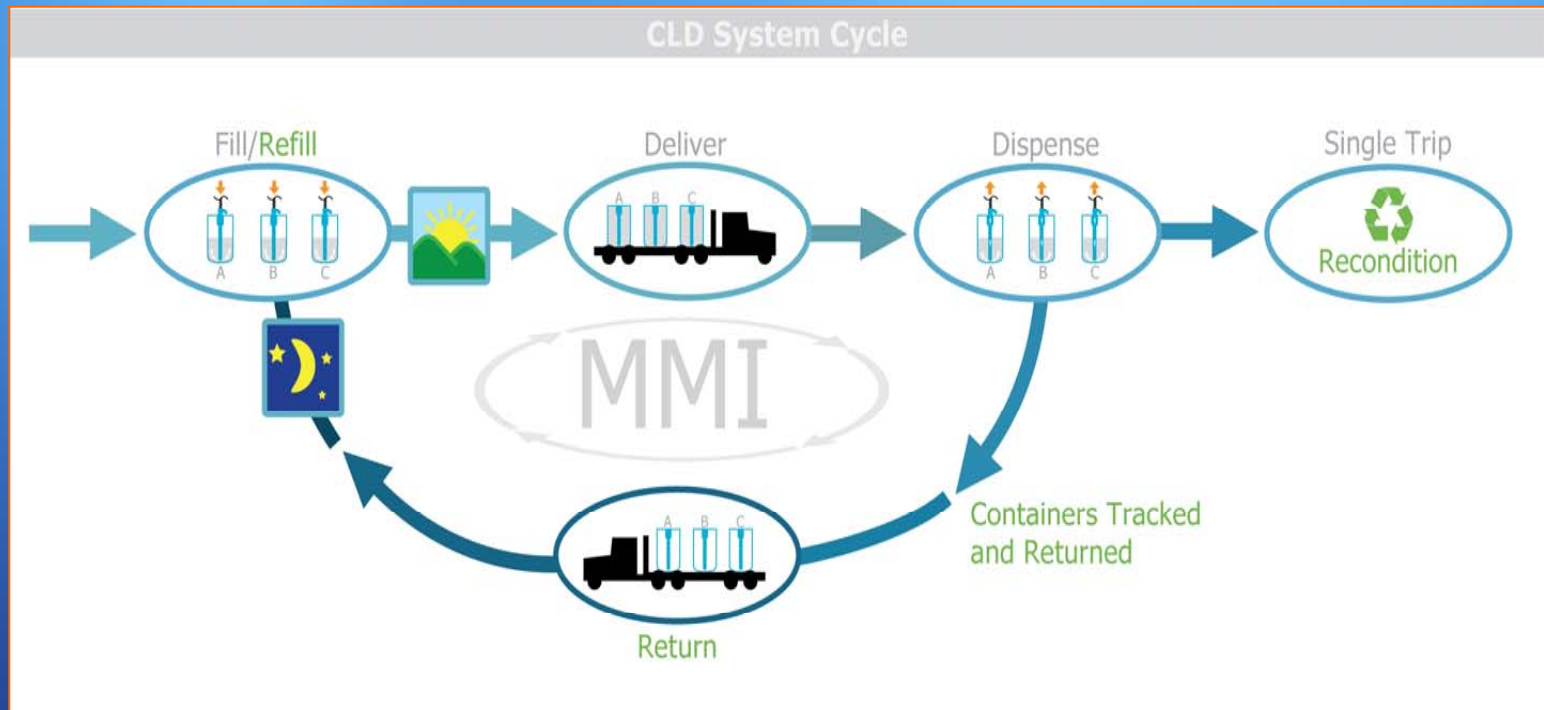 CLD System Cycle
Fill/Refill
Deliver
Dispense
Single Trip
A B C
A B C
A B C
Recondition
MMI
Containers Tracked
and Returned
A B C
Return